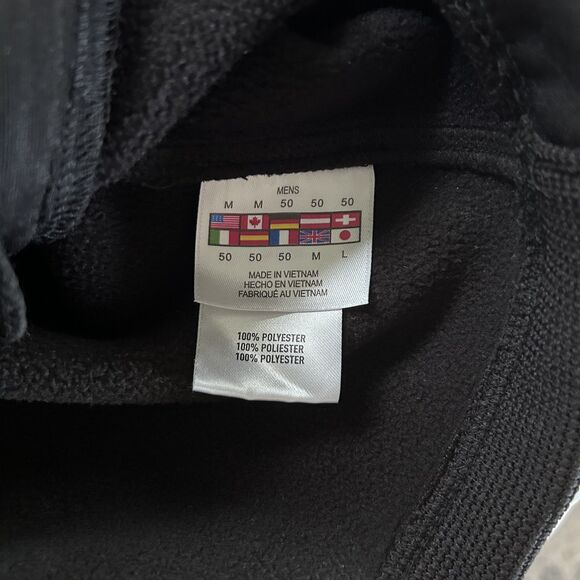 MENS
M M 50 50 50
50 50 50 M L
MADE IN VIETNAM
HECHO EN VIETNAM
FABRIQUÉ AU VIETNAM
100% POLYESTER
100% POLIESTER
100% POLYESTER